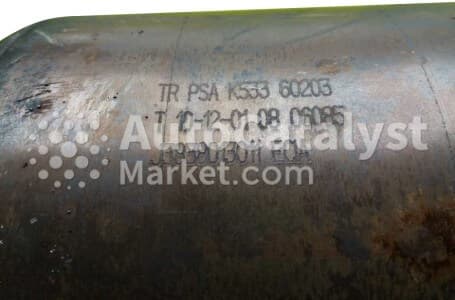 TR PSA K533 60203
T 10-12-01 08 06085
AutoCatalyst
Market.com